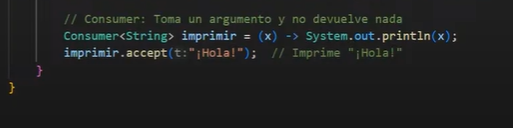 // Consumer: Toma un argumento y no devuelve nada
Consumer<String> imprimir = (x) -> System.out.println(x);
imprimir.accept(t:"¡Hola!");  // Imprime "¡Hola!"
}
}